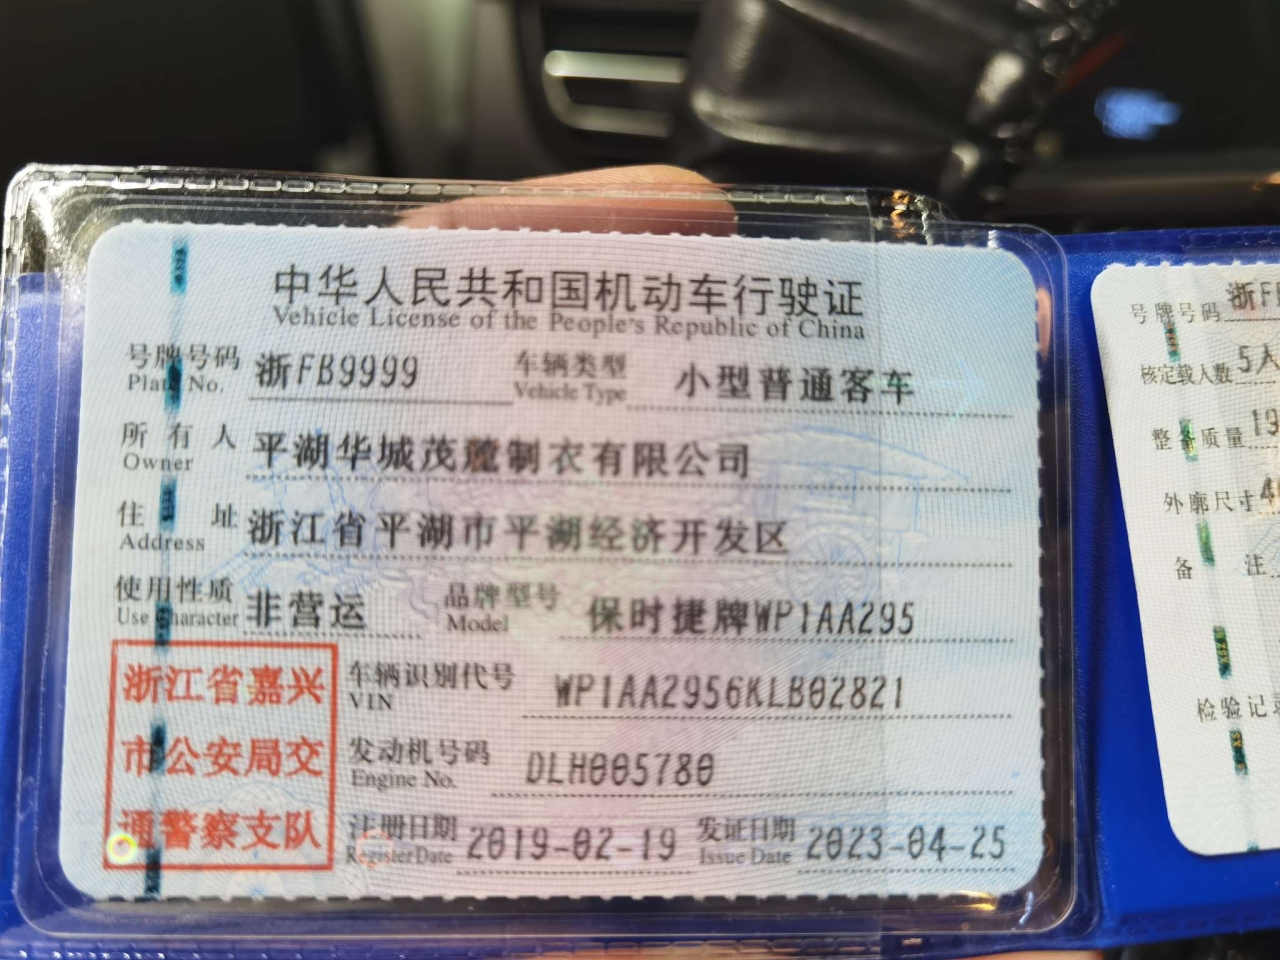 中华人民共和国机动车行驶证
Vehicle License of the People's Republic of China
号牌号码 浙FB9999 车辆类型 小型普通客车
Plate No. Vehicle Type
所有人 平湖华城茂麓制衣有限公司
Owner
住址 浙江省平湖市平湖经济开发区
Address
使用性质 非营运 品牌型号 保时捷牌WP1AA295
Use Character Model
浙江省嘉兴
市公安局交
通警察支队
车辆识别代号 WP1AA2956KLB02821
VIN
发动机号码 DLH005780
Engine No.
注册日期 2019-02-19 发证日期 2023-04-25
Register Date Issue Date
号牌号码 浙F
核定载人数 5人
整备质量 19
外廓尺寸 4
备注
检验记